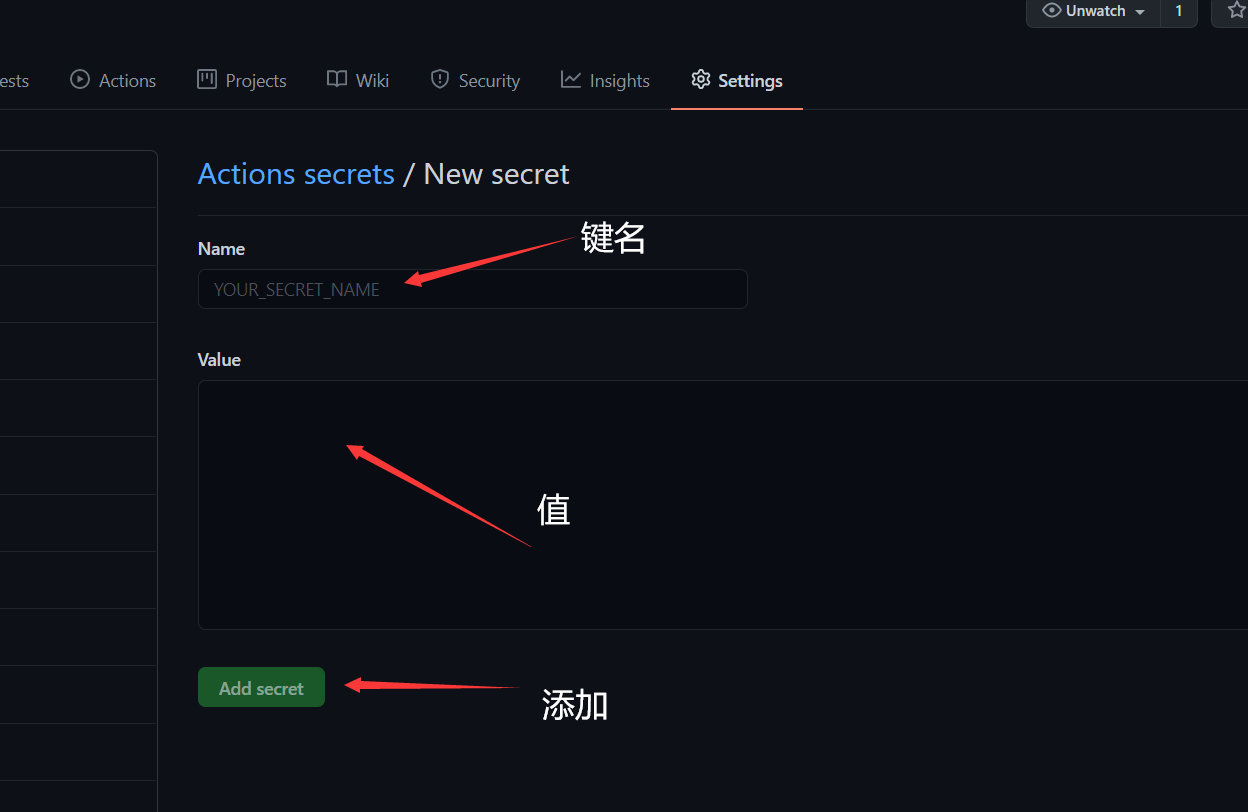 Unwatch 1
ests Actions Projects Wiki Security Insights Settings
Actions secrets / New secret
键名
Name
YOUR_SECRET_NAME
Value
值
Add secret
添加